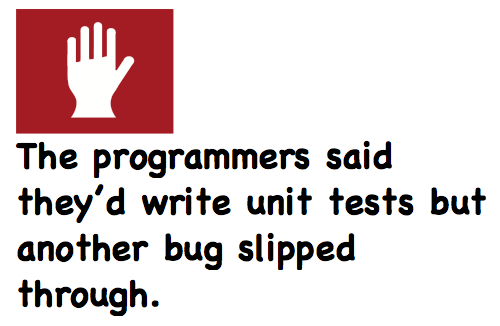 The programmers said
they'd write unit tests but
another bug slipped
through.